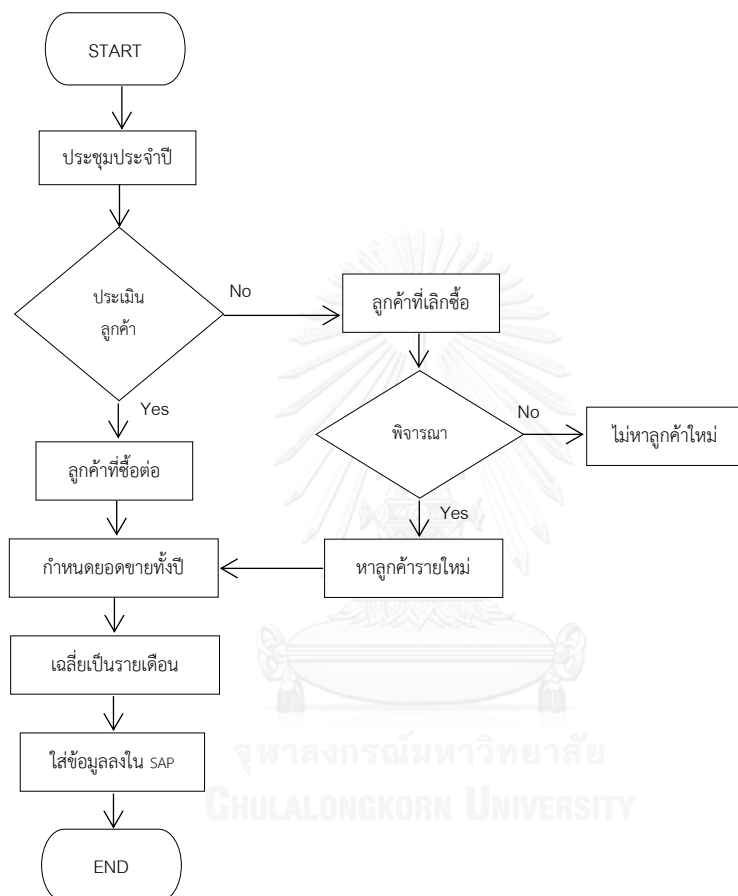 START
ประชุมประจำปี
ประเมิน
ลูกค้า
No
ลูกค้าที่เลิกซื้อ
Yes
พิจารณา
No
ไม่หาลูกค้าใหม่
ลูกค้าที่ซื้อต่อ
Yes
กำหนดยอดขายทั้งปี
หาลูกค้ารายใหม่
เฉลี่ยเป็นรายเดือน
ใส่ข้อมูลลงใน SAP
จุฬาลงกรณ์มหาวิทยาลัย
CHULALONGKORN UNIVERSITY
END